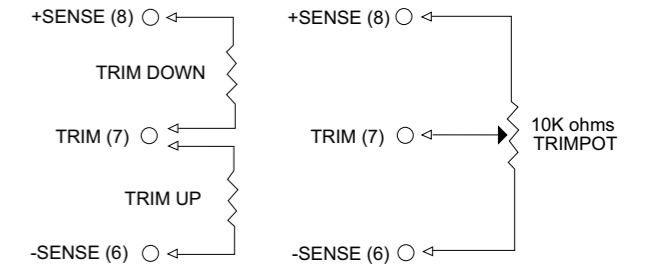 +SENSE (8)
TRIM DOWN
TRIM (7)
TRIM UP
-SENSE (6)
+SENSE (8)
TRIM (7)
10K ohms
TRIMPOT
-SENSE (6)